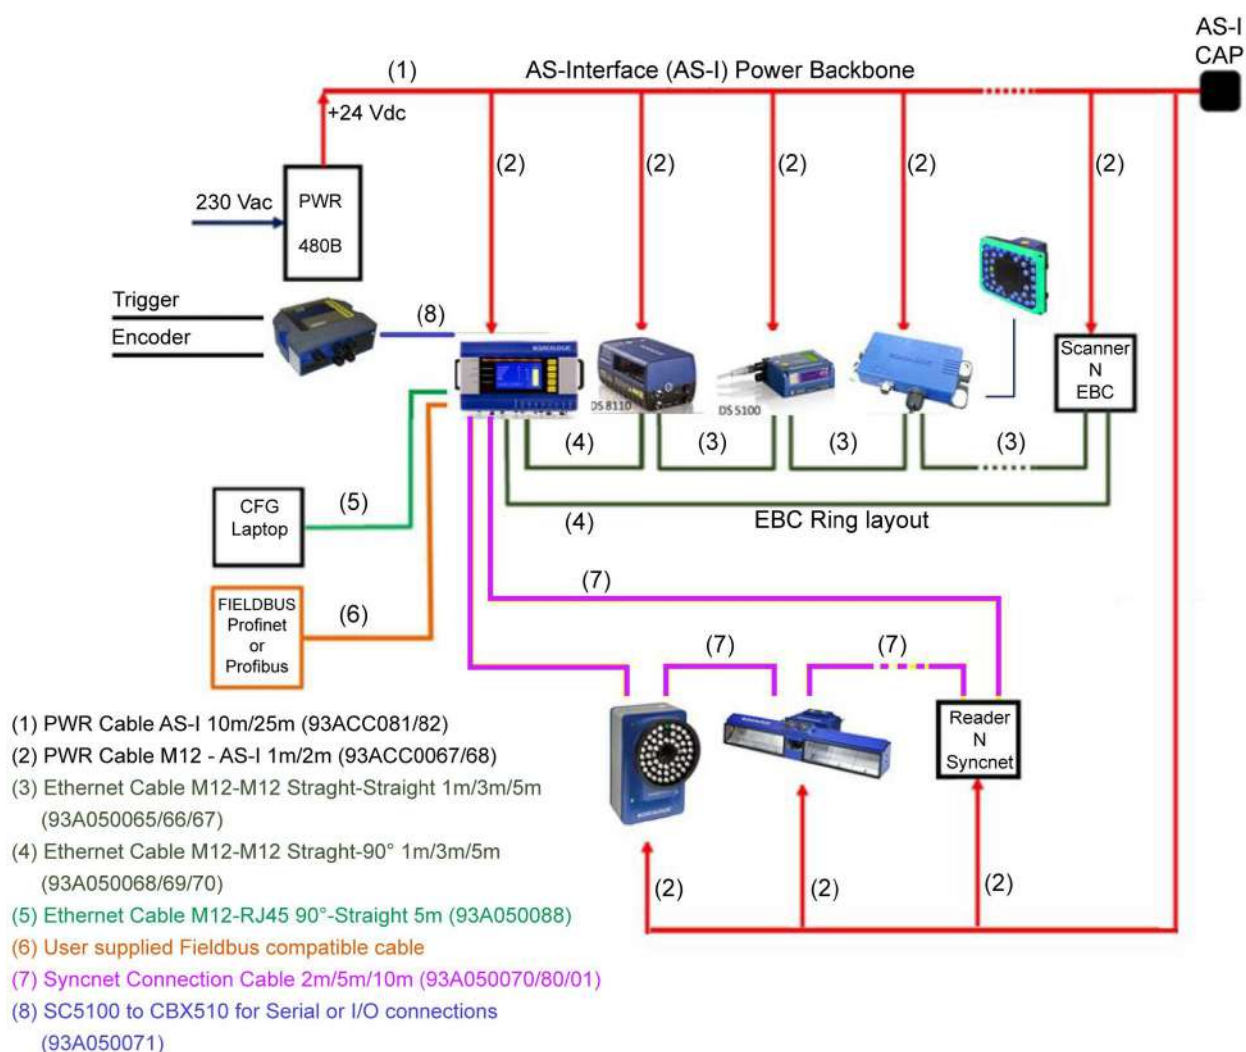 AS-I
CAP
(1)
AS-Interface (AS-I) Power Backbone
+24 Vdc
(2)
(2)
(2)
(2)
(2)
230 Vac
PWR
480B
Trigger
Encoder
(8)
DATALOGIC
DS 8110
DS 5100
Scanner
N
EBC
(4)
(3)
(3)
(3)
(4)
EBC Ring layout
CFG
Laptop
(5)
FIELDBUS
Profinet
or
Profibus
(6)
(7)
(7)
(7)
Reader
N
Syncnet
(2)
(2)
(2)
(1) PWR Cable AS-I 10m/25m (93ACC081/82)
(2) PWR Cable M12 - AS-I 1m/2m (93ACC0067/68)
(3) Ethernet Cable M12-M12 Straght-Straight 1m/3m/5m
(93A050065/66/67)
(4) Ethernet Cable M12-M12 Straght-90° 1m/3m/5m
(93A050068/69/70)
(5) Ethernet Cable M12-RJ45 90°-Straight 5m (93A050088)
(6) User supplied Fieldbus compatible cable
(7) Syncnet Connection Cable 2m/5m/10m (93A050070/80/01)
(8) SC5100 to CBX510 for Serial or I/O connections
(93A050071)